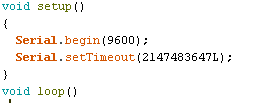 void setup()
{
Serial.begin(9600);
Serial.setTimeout(2147483647L);
}
void loop()